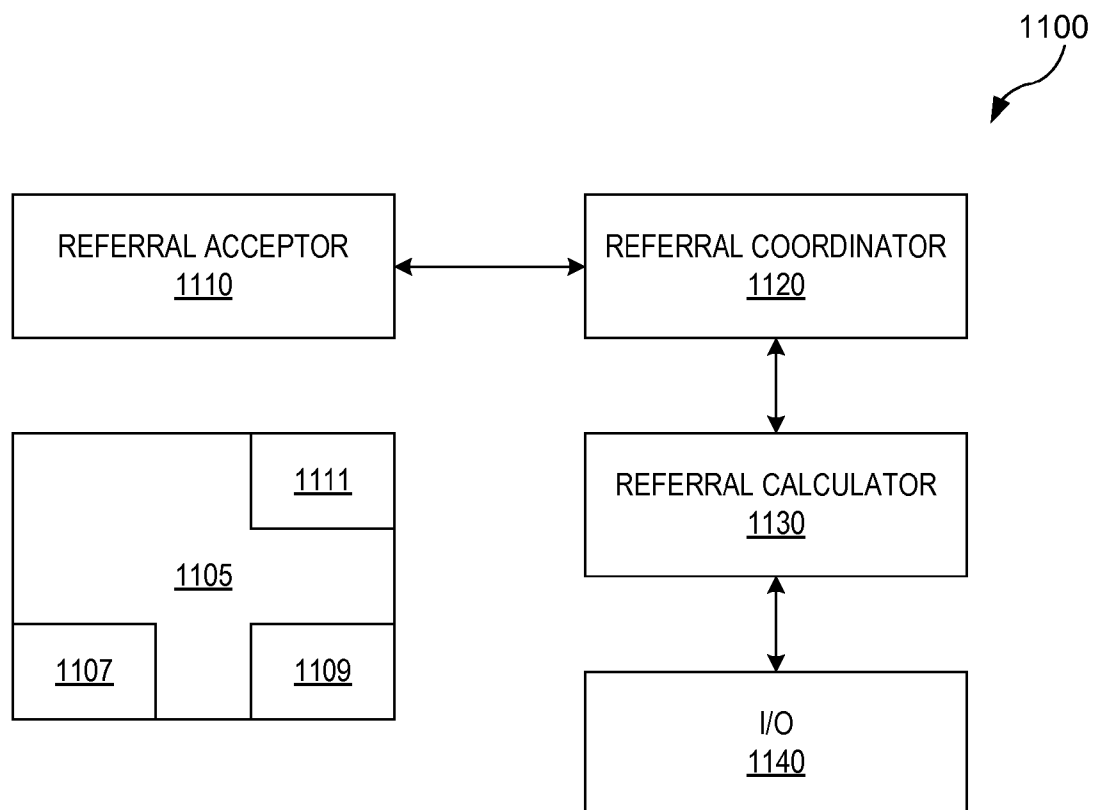 1100
REFERRAL ACCEPTOR
1110
REFERRAL COORDINATOR
1120
1111
1105
1107
1109
REFERRAL CALCULATOR
1130
I/O
1140